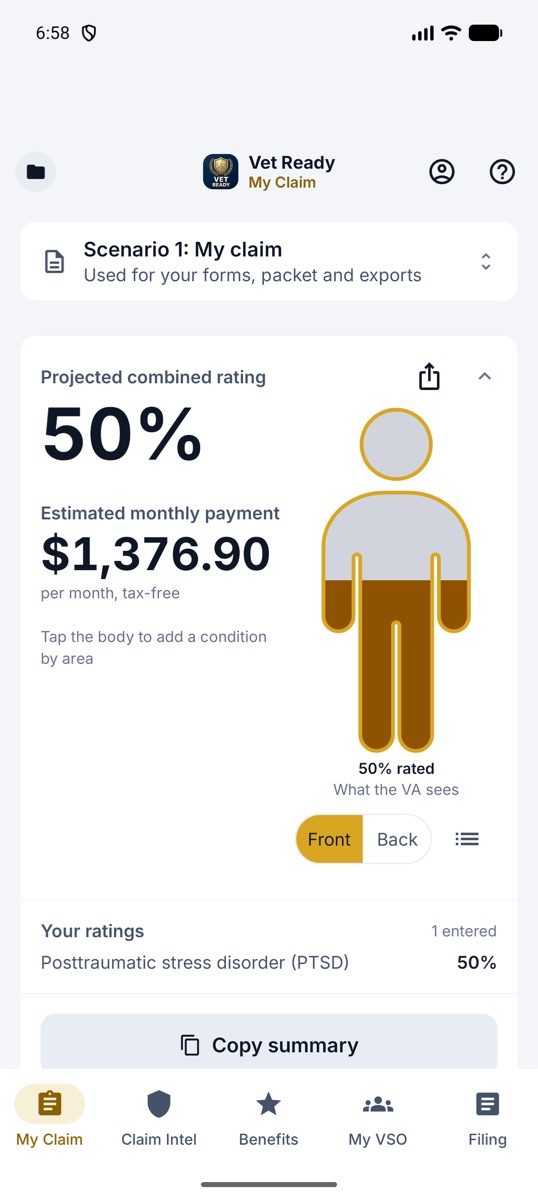 6:58
VET
READY
Vet Ready
My Claim
Scenario 1: My claim
Used for your forms, packet and exports
Projected combined rating
50%
Estimated monthly payment
$1,376.90
per month, tax-free
Tap the body to add a condition
by area
50% rated
What the VA sees
Front
Back
Your ratings
1 entered
Posttraumatic stress disorder (PTSD)
50%
Copy summary
My Claim
Claim Intel
Benefits
My VSO
Filing